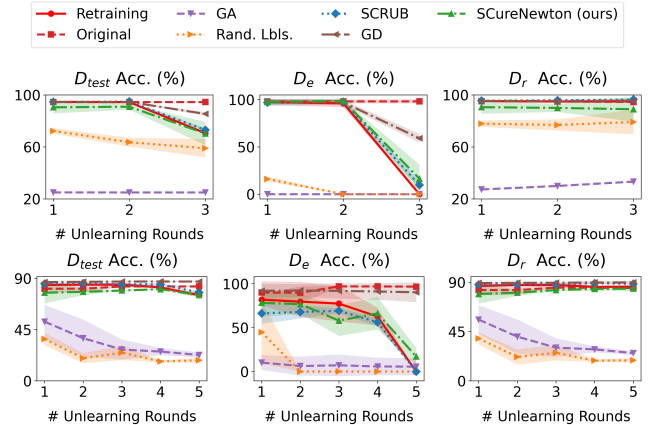 Retraining GA SCRUB SCureNewton (ours)
Original Rand. Lbls. GD
D_test Acc. (%) D_e Acc. (%) D_r Acc. (%)
100 100 100
60 50 60
20 0 20
1 2 3 1 2 3 1 2 3
# Unlearning Rounds # Unlearning Rounds # Unlearning Rounds
D_test Acc. (%) D_e Acc. (%) D_r Acc. (%)
90 100 90
45 50 45
0 0 0
1 2 3 4 5 1 2 3 4 5 1 2 3 4 5
# Unlearning Rounds # Unlearning Rounds # Unlearning Rounds